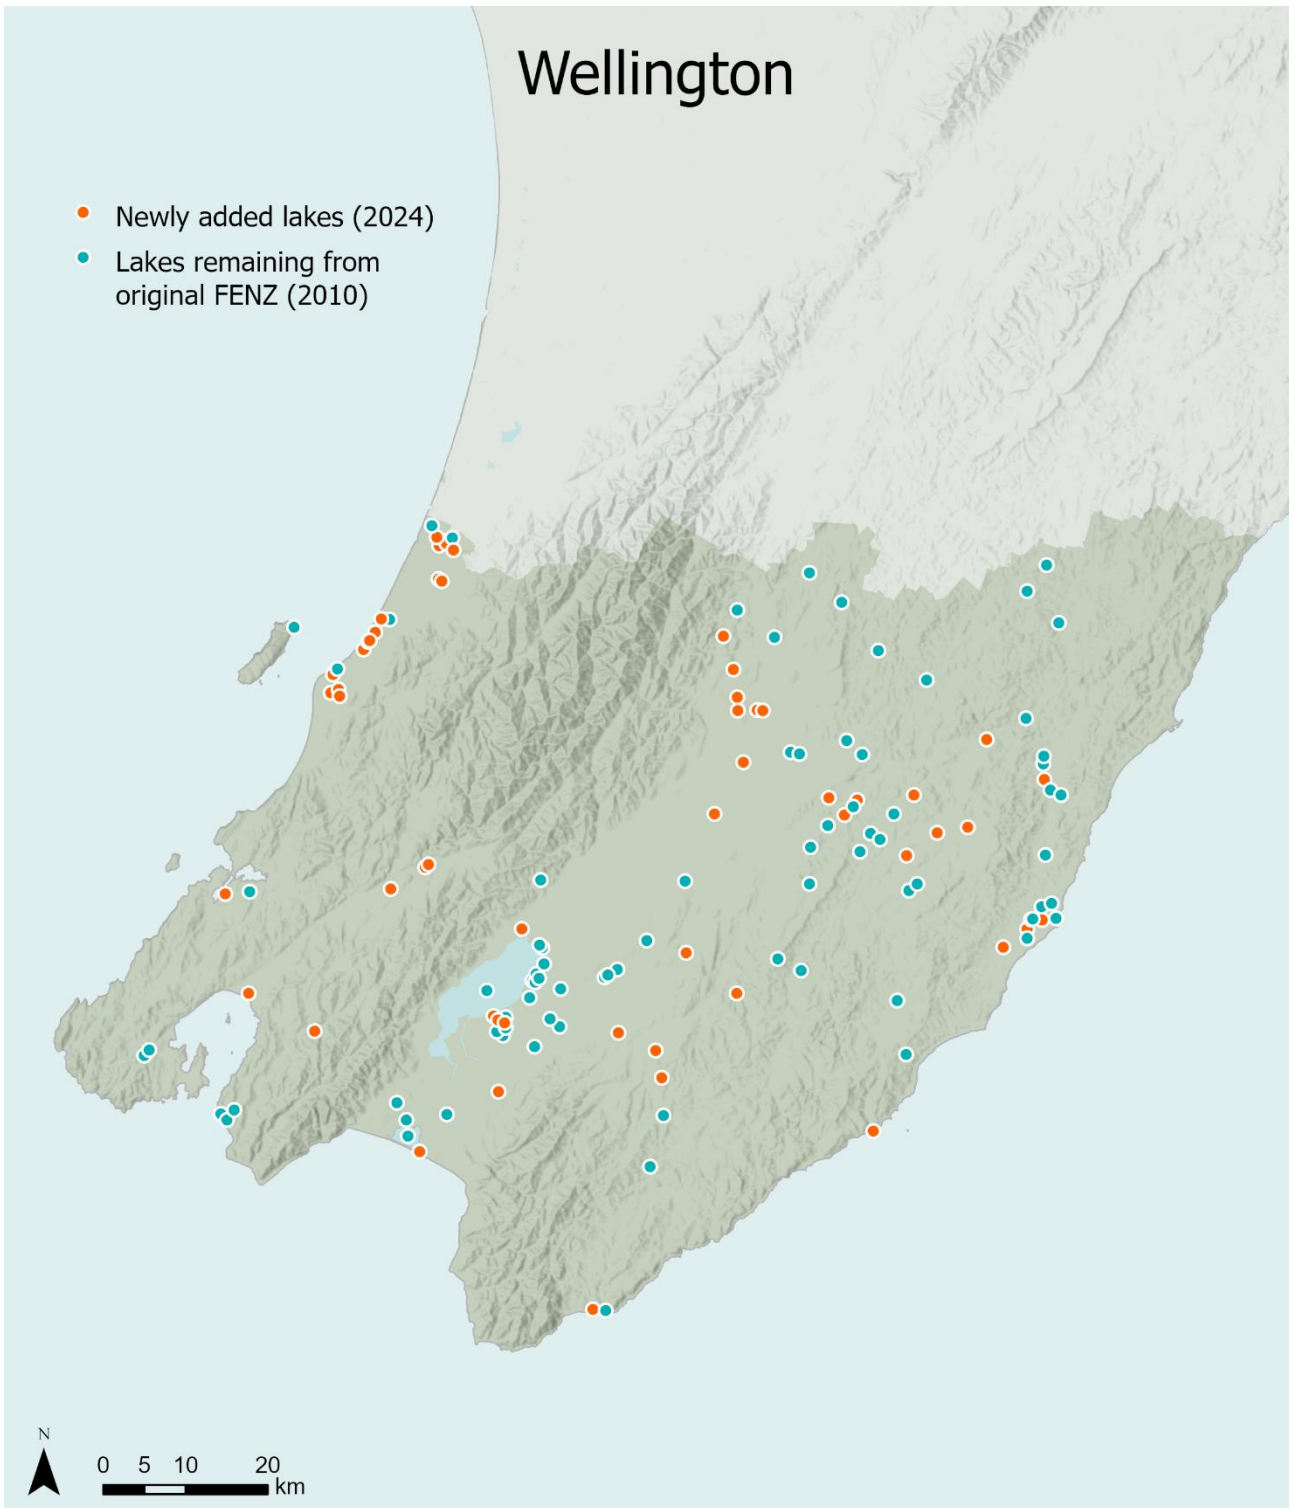 Wellington
Newly added lakes (2024)
Lakes remaining from
original FENZ (2010)
N
0 5 10 20
km